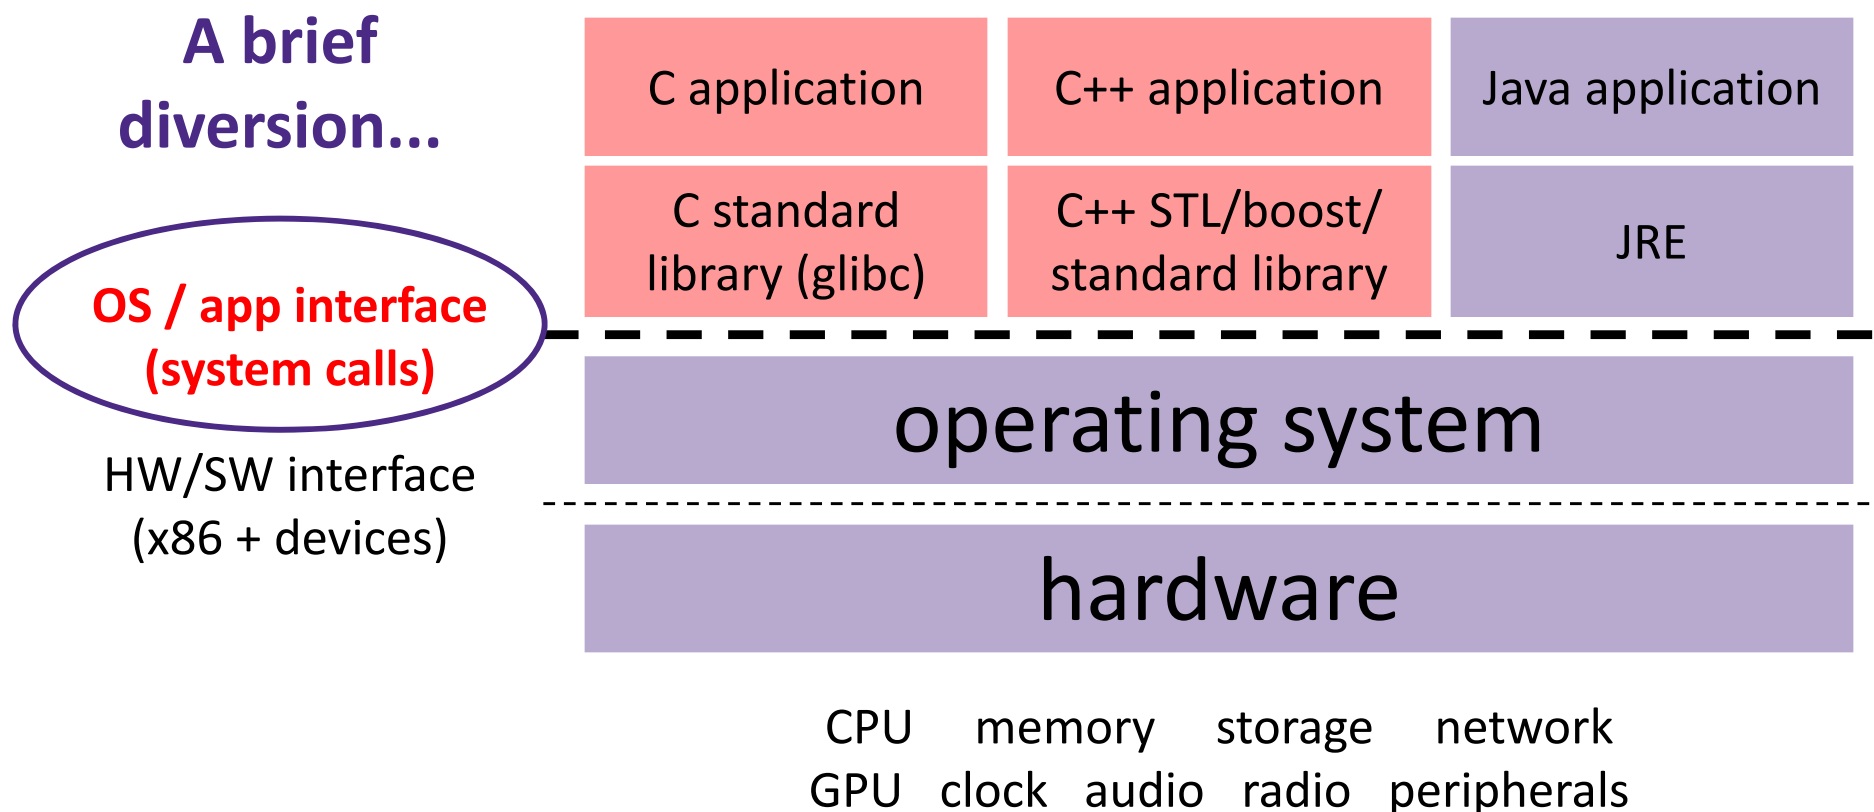 A brief
diversion...
C application
C++ application
Java application
C standard
library (glibc)
C++ STL/boost/
standard library
JRE
OS / app interface
(system calls)
operating system
HW/SW interface
(x86 + devices)
hardware
CPU memory storage network
GPU clock audio radio peripherals